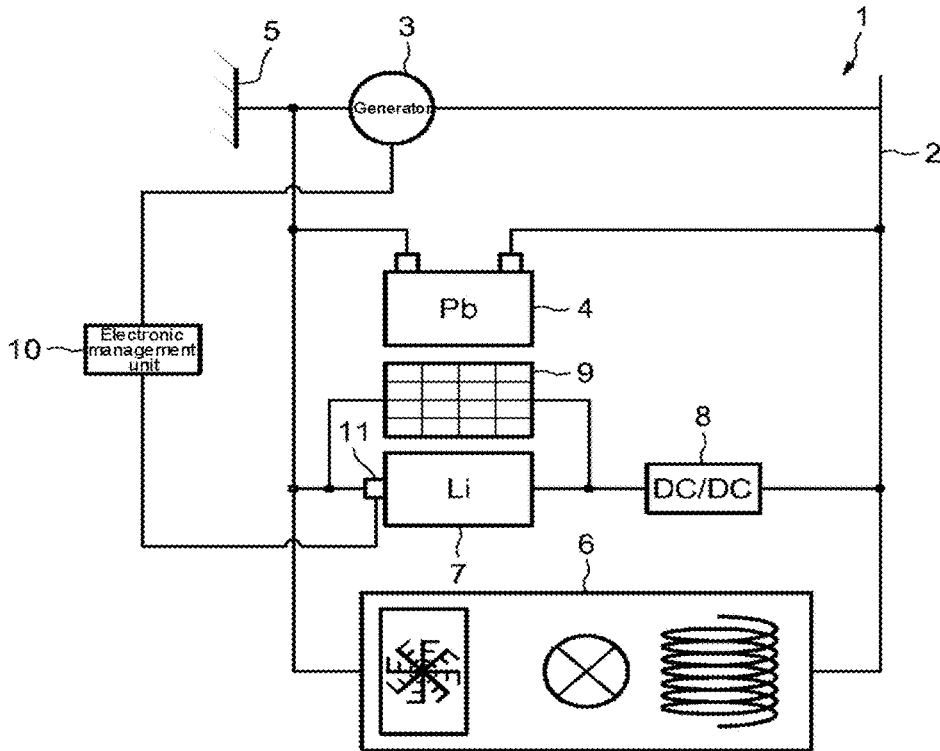 5
3
1
Generator
2
Pb
4
10
Electronic
management
unit
9
11
8
Li
DC/DC
7
6